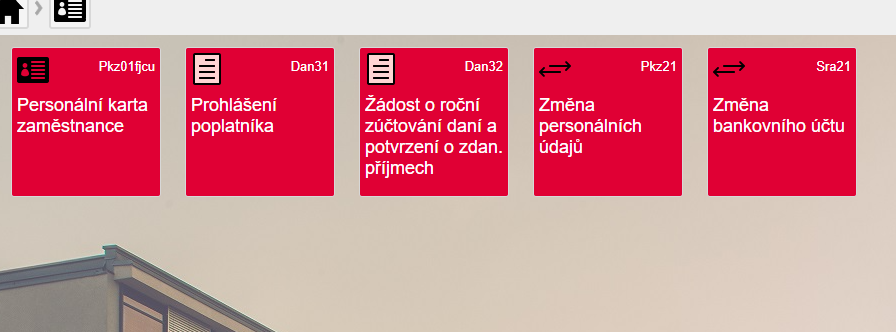 Pkz01fjcu
Personální karta
zaměstnance
Dan31
Prohlášení
poplatníka
Dan32
Žádost o roční
zúčtování daní a
potvrzení o zdan.
příjmech
Pkz21
Změna
personálních
údajů
Sra21
Změna
bankovního účtu